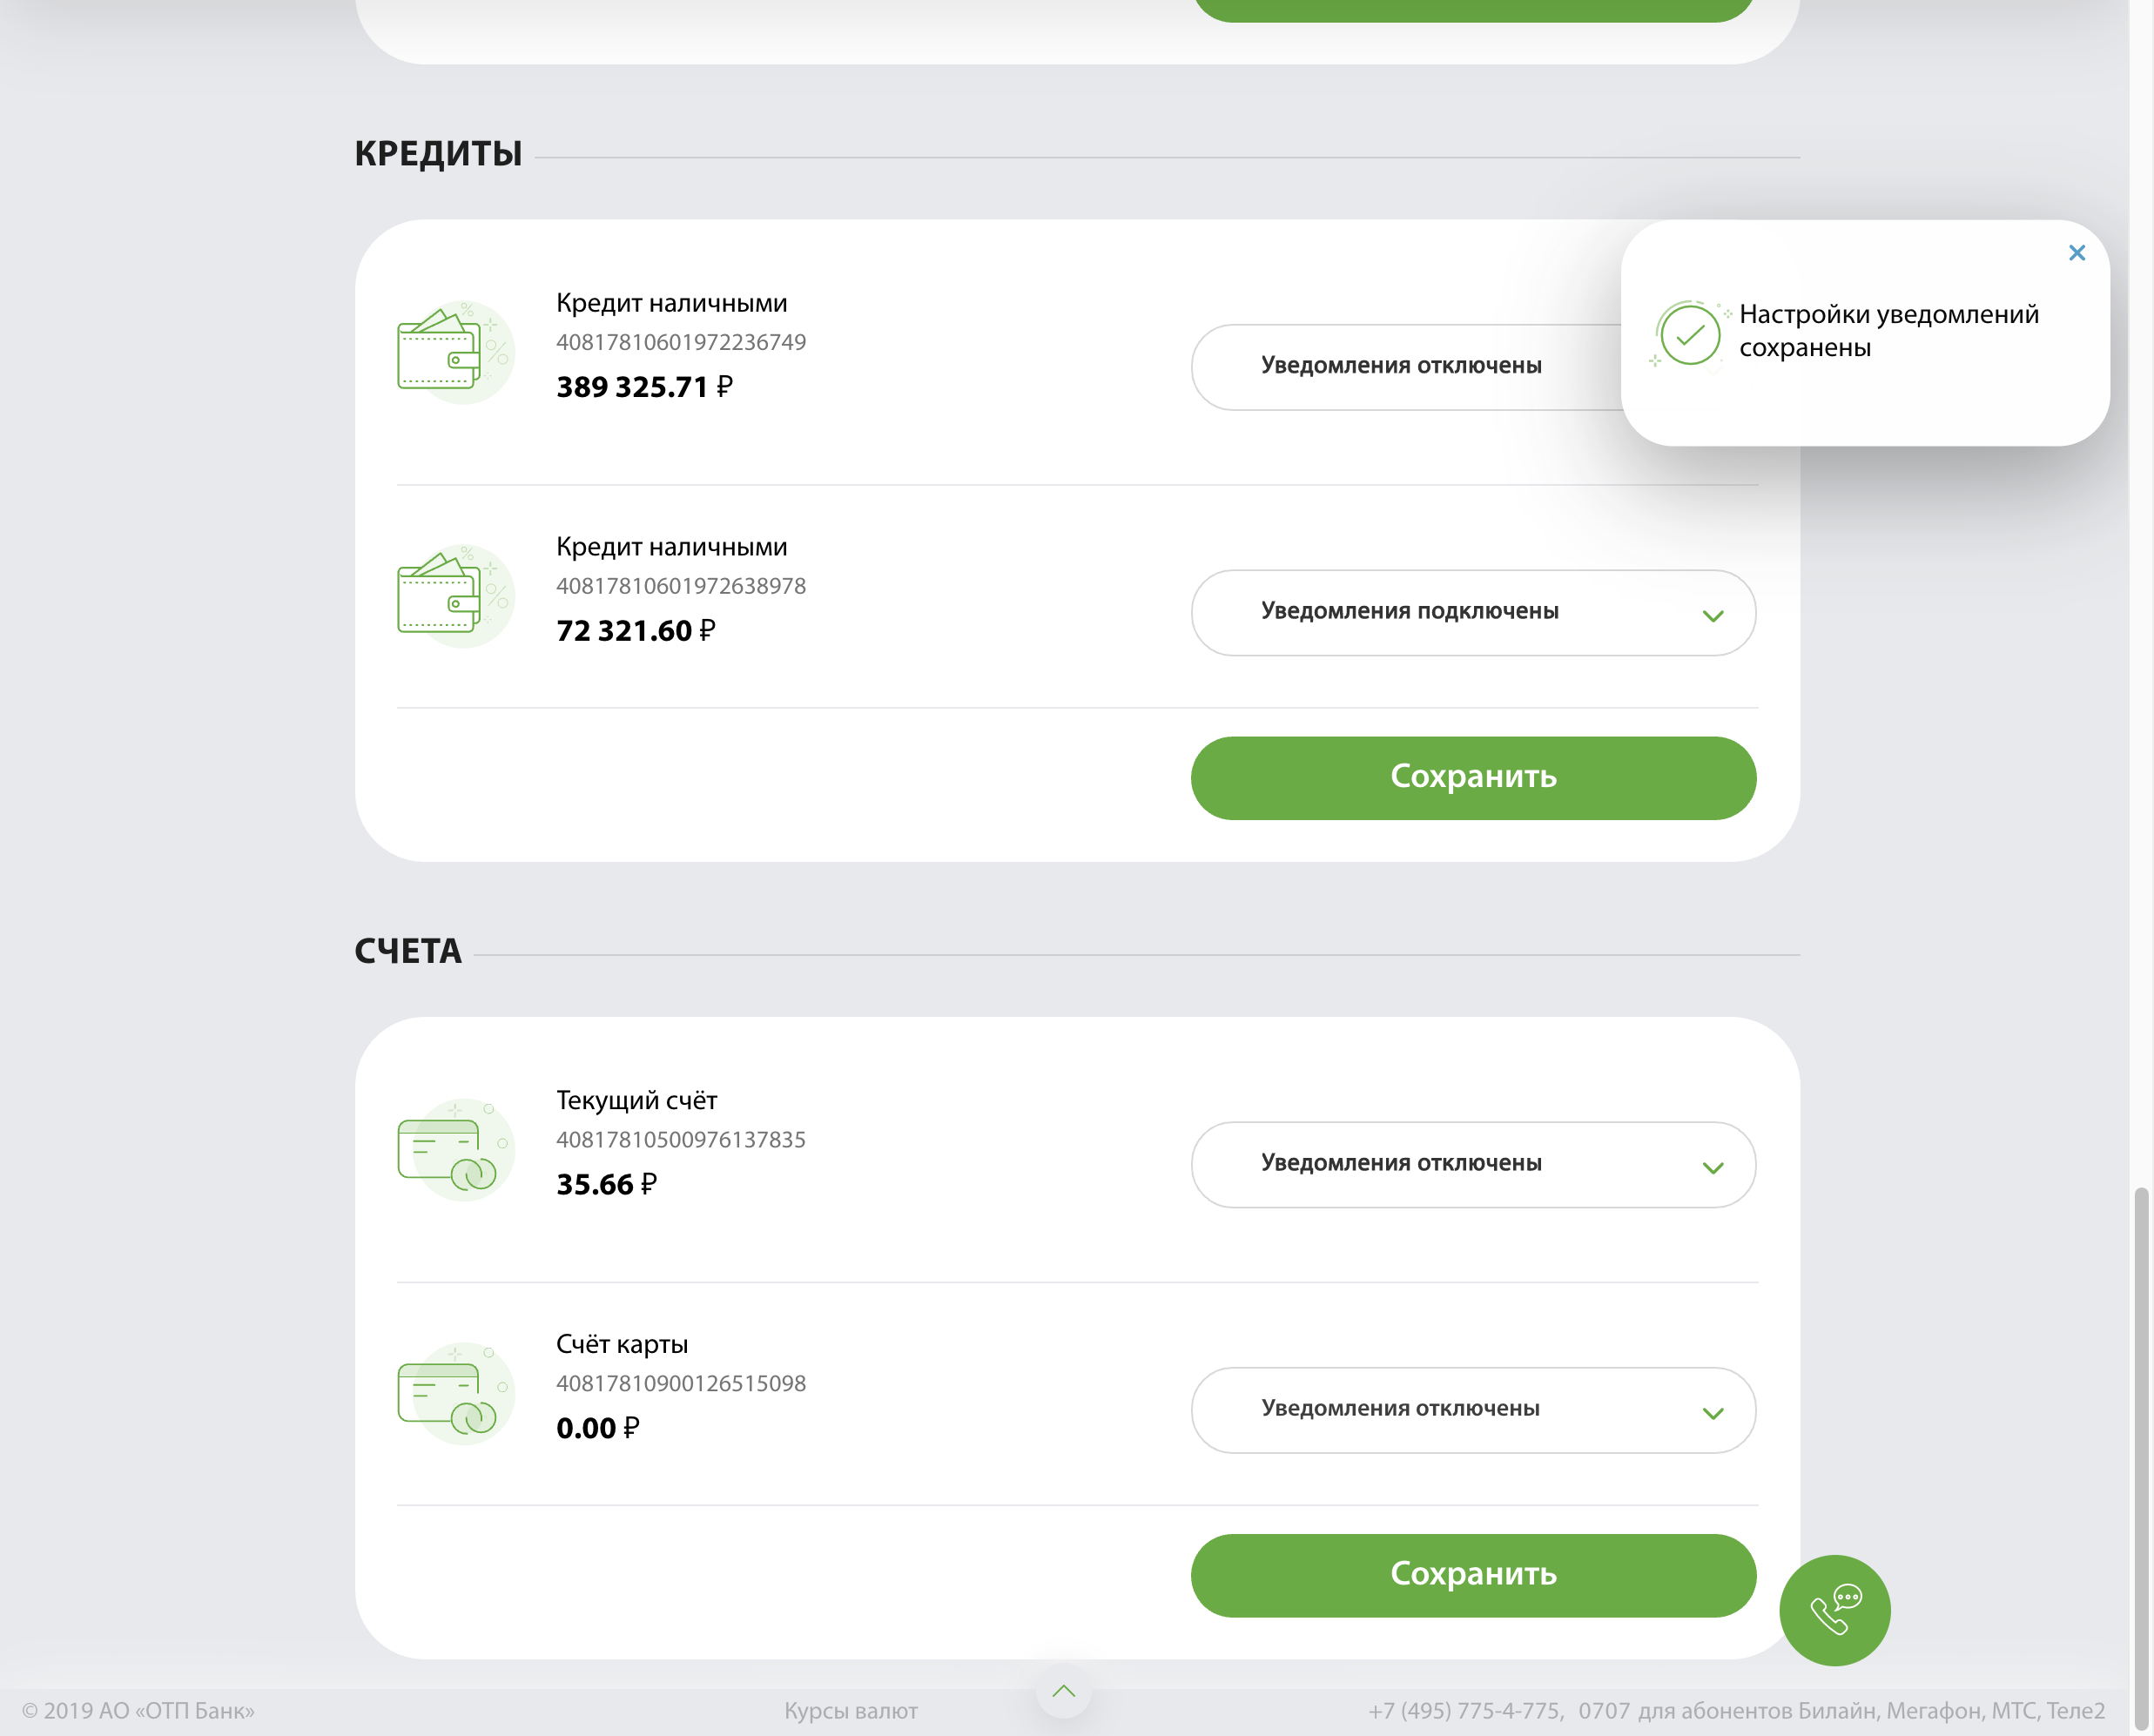 КРЕДИТЫ
Кредит наличными
40817810601972236749
389 325.71 ₽
Уведомления отключены
Настройки уведомлений
сохранены
Кредит наличными
40817810601972638978
72 321.60 ₽
Уведомления подключены
Сохранить
СЧЕТА
Текущий счёт
40817810500976137835
35.66 ₽
Уведомления отключены
Счёт карты
40817810900126515098
0.00 ₽
Уведомления отключены
Сохранить
© 2019 АО «ОТП Банк»
Курсы валют
+7 (495) 775-4-775, 0707 для абонентов Билайн, Мегафон, МТС, Теле2